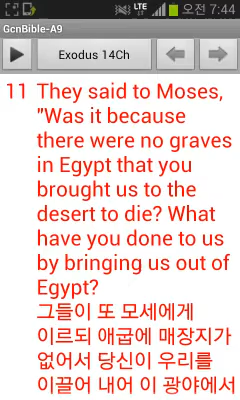 LTE 오전 7:44
GcnBible-A9
Exodus 14Ch
11 They said to Moses,
"Was it because
there were no graves
in Egypt that you
brought us to the
desert to die? What
have you done to us
by bringing us out of
Egypt?
그들이 또 모세에게
이르되 애굽에 매장지가
없어서 당신이 우리를
이끌어 내어 이 광야에서